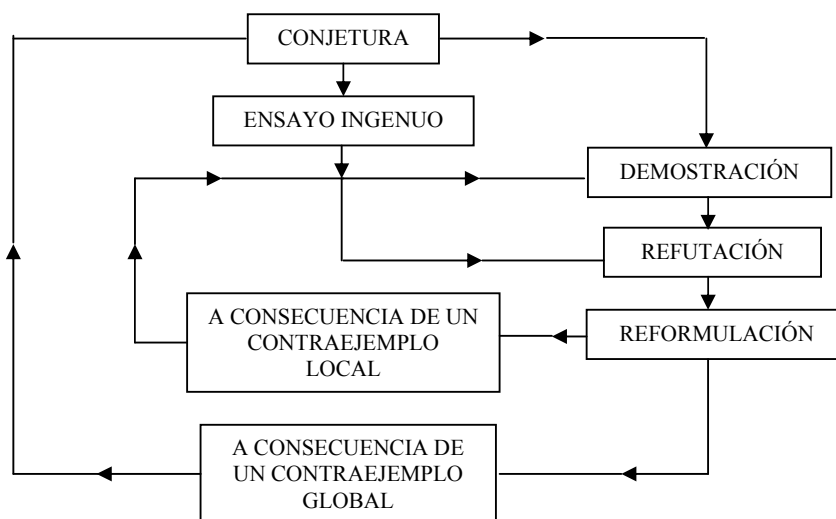 CONJETURA
ENSAYO INGENUO
DEMOSTRACIÓN
REFUTACIÓN
A CONSECUENCIA DE UN
CONTRAEJEMPLO
LOCAL
REFORMULACIÓN
A CONSECUENCIA DE
UN CONTRAEJEMPLO
GLOBAL